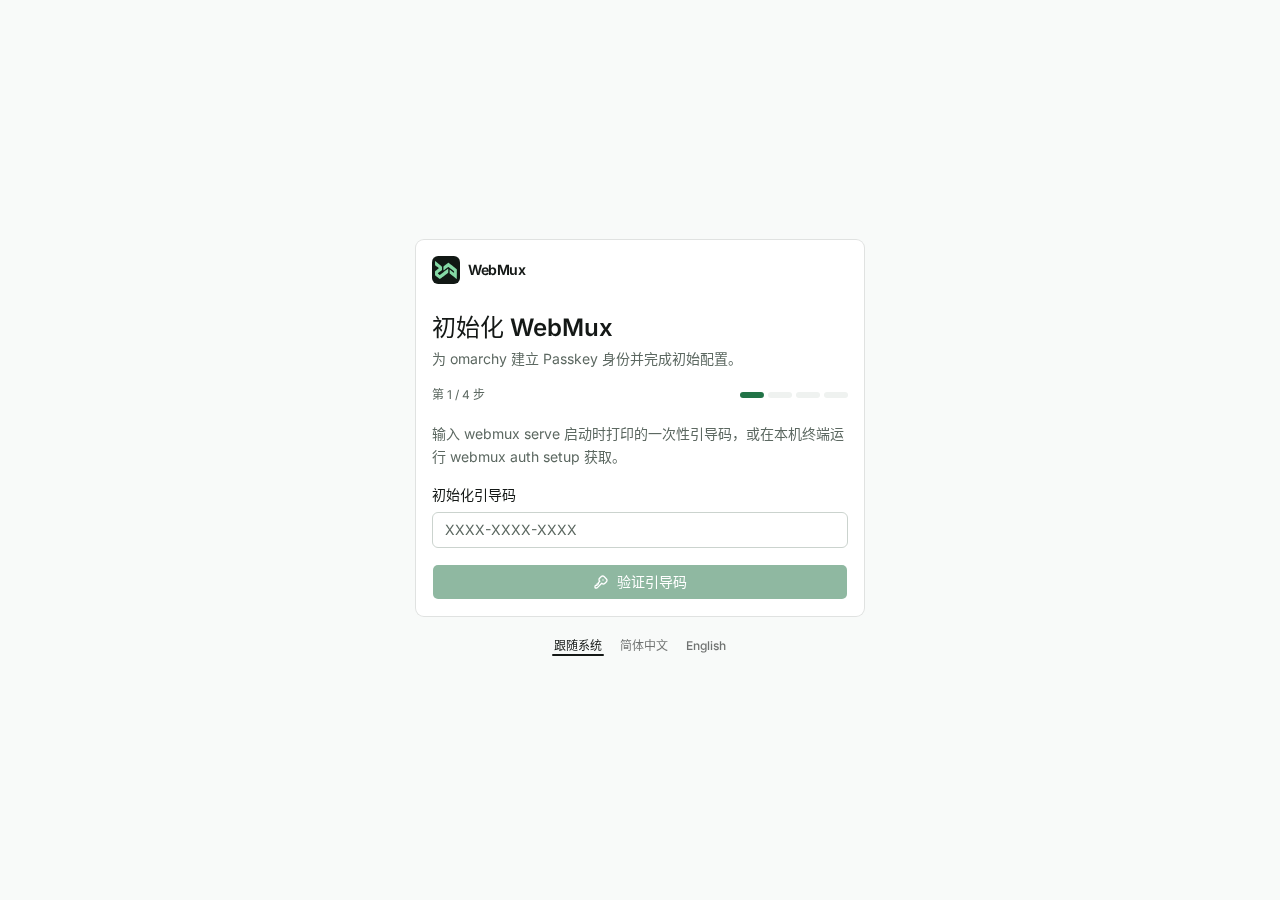 WebMux
初始化 WebMux
为 omarchy 建立 Passkey 身份并完成初始配置。
第 1 / 4 步
输入 webmux serve 启动时打印的一次性引导码，或在本机终端运
行 webmux auth setup 获取。
初始化引导码
XXXX-XXXX-XXXX
验证引导码
跟随系统 简体中文 English